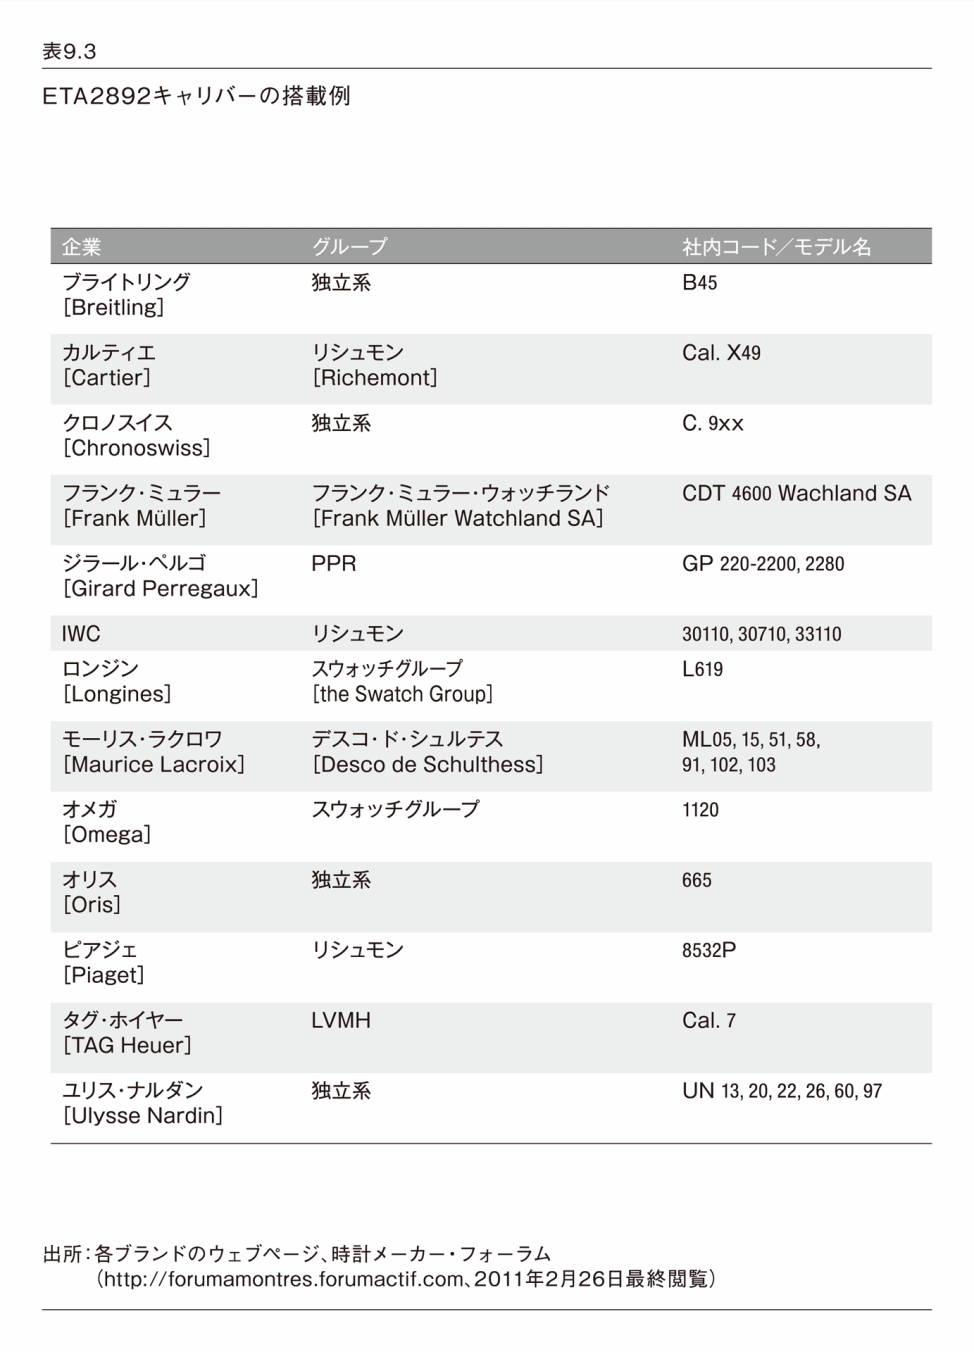 表9.3
ETA2892キャリバーの搭載例
企業 グループ 社内コード／モデル名
ブライトリング 独立系 B45
［Breitling］
カルティエ リシュモン Cal. X49
［Cartier］ ［Richemont］
クロノスイス 独立系 C. 9xx
［Chronoswiss］
フランク・ミュラー フランク・ミュラー・ウォッチランド CDT 4600 Wachland SA
［Frank Müller］ ［Frank Müller Watchland SA］
ジラール・ペルゴ PPR GP 220-2200, 2280
［Girard Perregaux］
IWC リシュモン 30110, 30710, 33110
ロンジン スウォッチグループ L619
［Longines］ ［the Swatch Group］
モーリス・ラクロワ デスコ・ド・シュルテス ML05, 15, 51, 58,
［Maurice Lacroix］ ［Desco de Schulthess］ 91, 102, 103
オメガ スウォッチグループ 1120
［Omega］
オリス 独立系 665
［Oris］
ピアジェ リシュモン 8532P
［Piaget］
タグ・ホイヤー LVMH Cal. 7
［TAG Heuer］
ユリス・ナルダン 独立系 UN 13, 20, 22, 26, 60, 97
［Ulysse Nardin］
出所：各ブランドのウェブページ、時計メーカー・フォーラム
（http://forumamontres.forumactif.com、2011年2月26日最終閲覧）